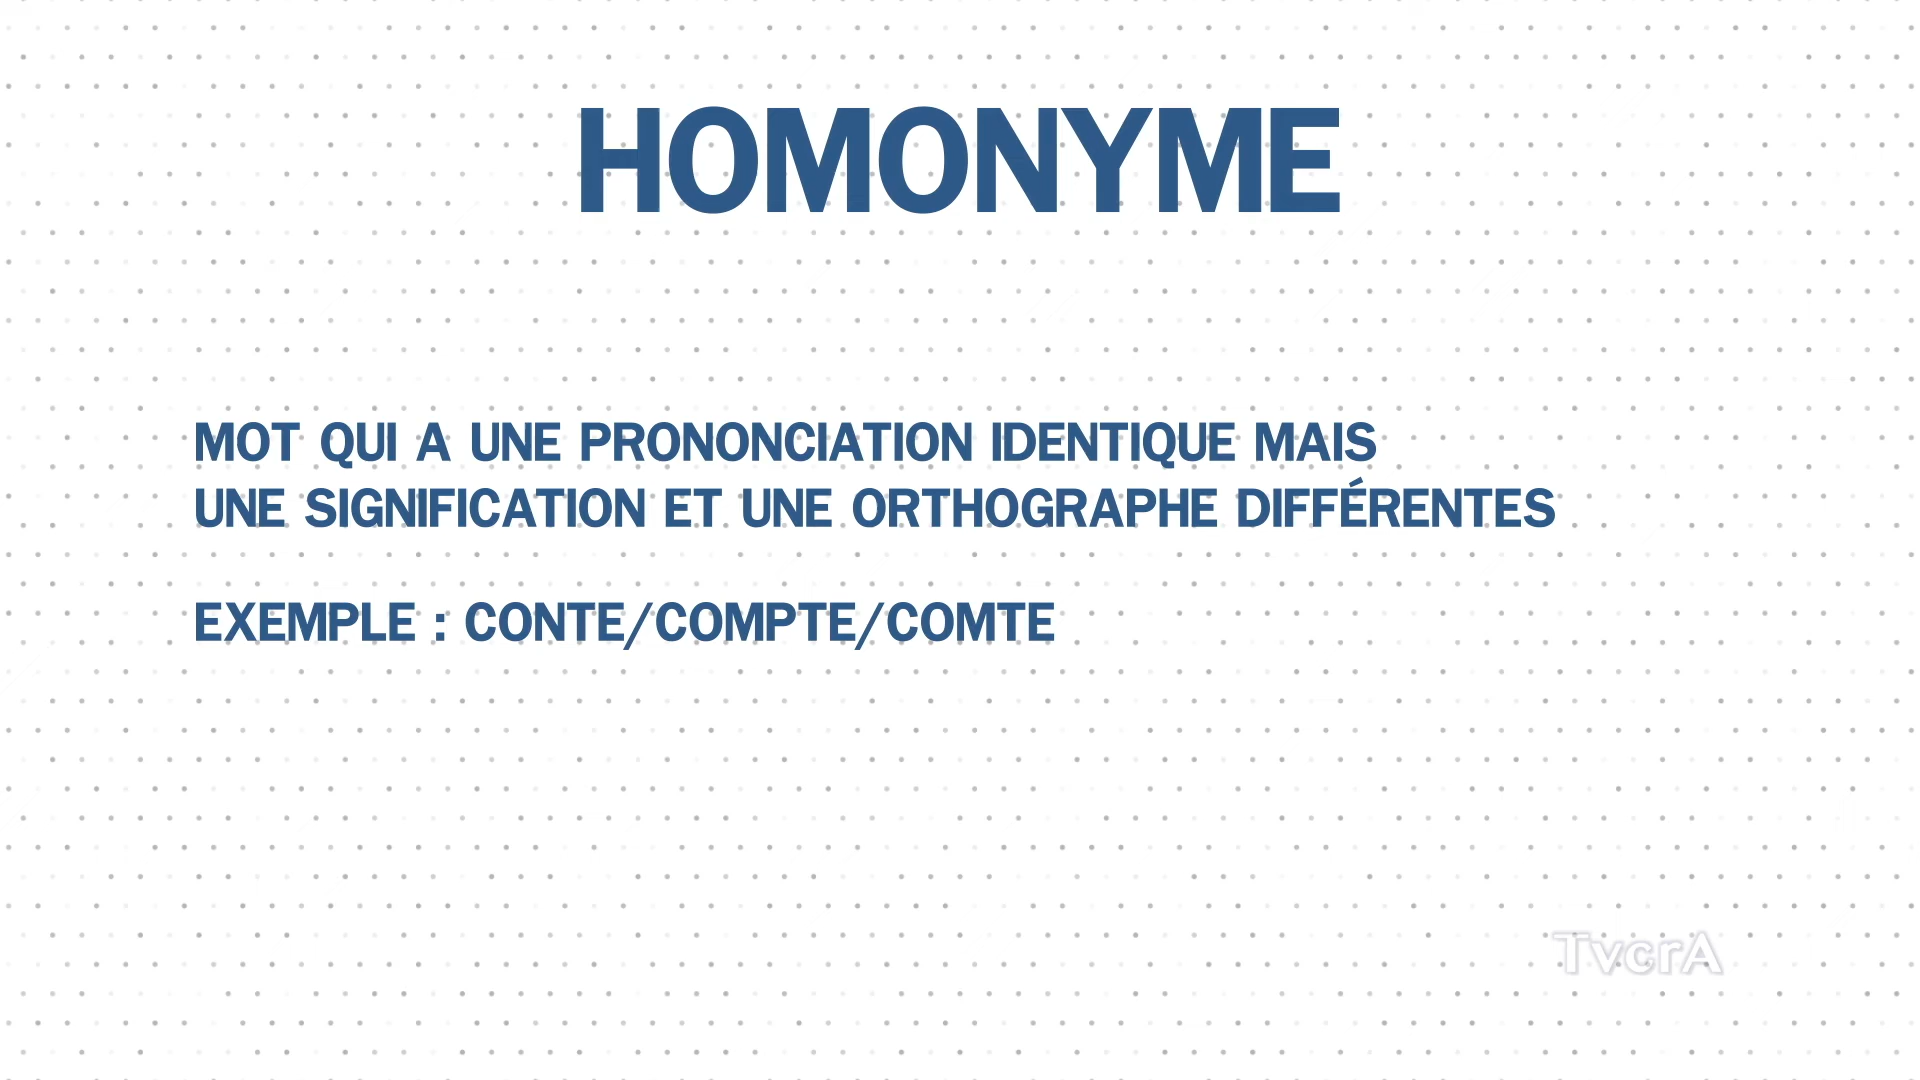 HOMONYME
MOT QUI A UNE PRONONCIATION IDENTIQUE MAIS
UNE SIGNIFICATION ET UNE ORTHOGRAPHE DIFFÉRENTES
EXEMPLE : CONTE/COMPTE/COMTE
TvcrA